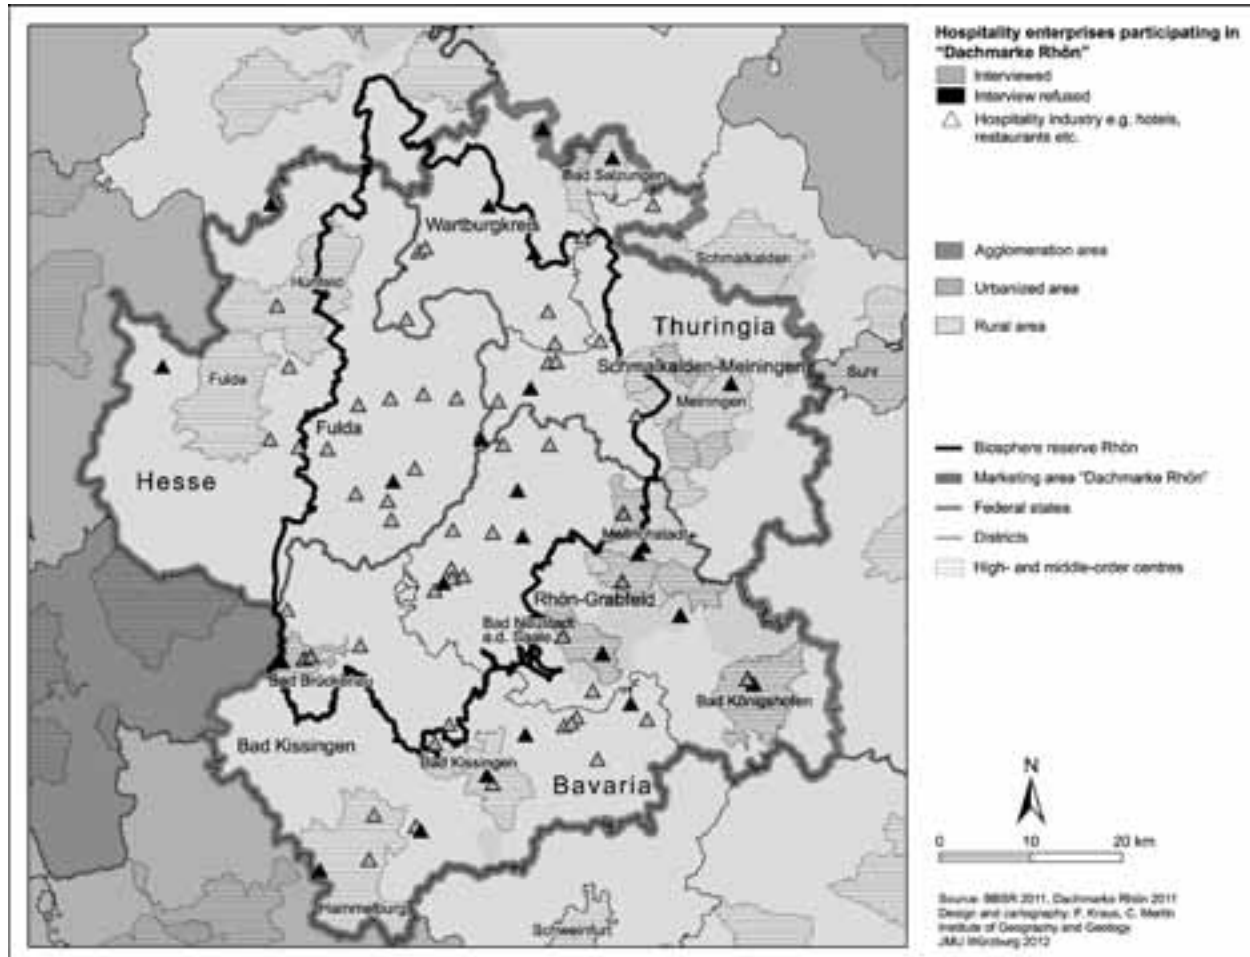 Hospitality enterprises participating in
"Dachmarke Rhön"
Interviewed
Interview refused
Hospitality industry e.g. hotels,
restaurants etc.
Agglomeration area
Urbanized area
Rural area
Biosphere reserve Rhön
Marketing area "Dachmarke Rhön"
Federal states
Districts
High- and middle-order centres
N
0 10 20 km
Source: BBSR 2011, Dachmarke Rhön 2011
Design and cartography: F. Kraus, C. Merlin
Institute of Geography and Geology
JMU Würzburg 2012
Bad Salzungen
Wartburgkreis
Schmalkalden
Hünfeld
Thuringia
Schmalkalden-Meiningen
Suhl
Fulda
Meiningen
Fulda
Hesse
Mellrichstadt
Rhön-Grabfeld
Bad Neustadt
a.d. Saale
Bad Brückenau
Bad Königshofen
Bad Kissingen
Bad Kissingen
Bavaria
Hammelburg
Schweinfurt